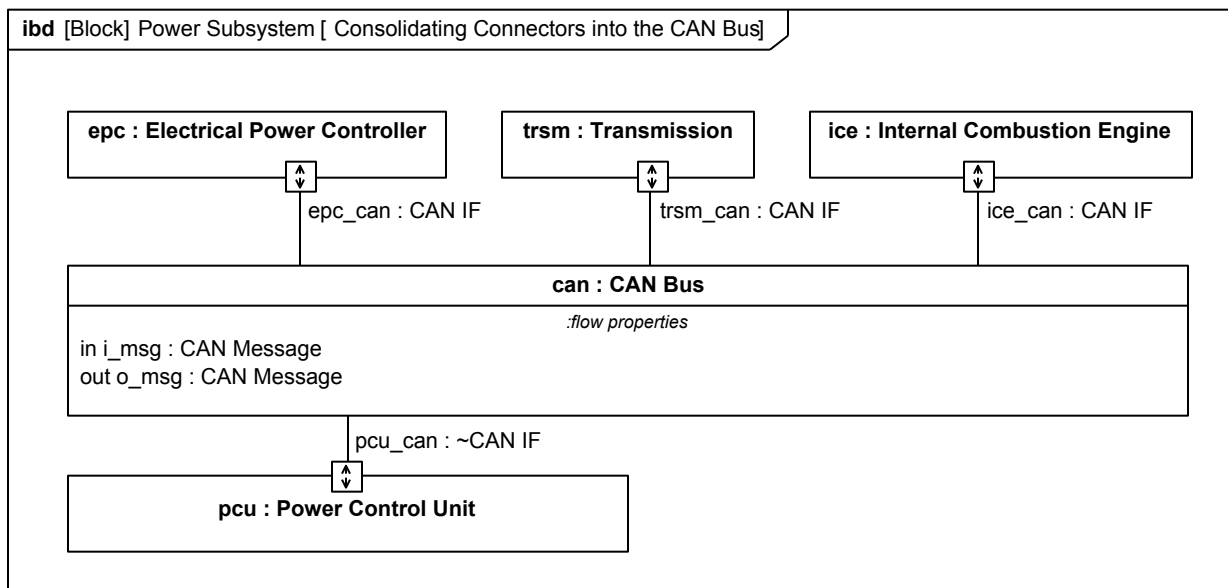 ibd [Block] Power Subsystem [ Consolidating Connectors into the CAN Bus]
epc : Electrical Power Controller
trsm : Transmission
ice : Internal Combustion Engine
epc_can : CAN IF
trsm_can : CAN IF
ice_can : CAN IF
can : CAN Bus
:flow properties
in i_msg : CAN Message
out o_msg : CAN Message
pcu_can : ~CAN IF
pcu : Power Control Unit